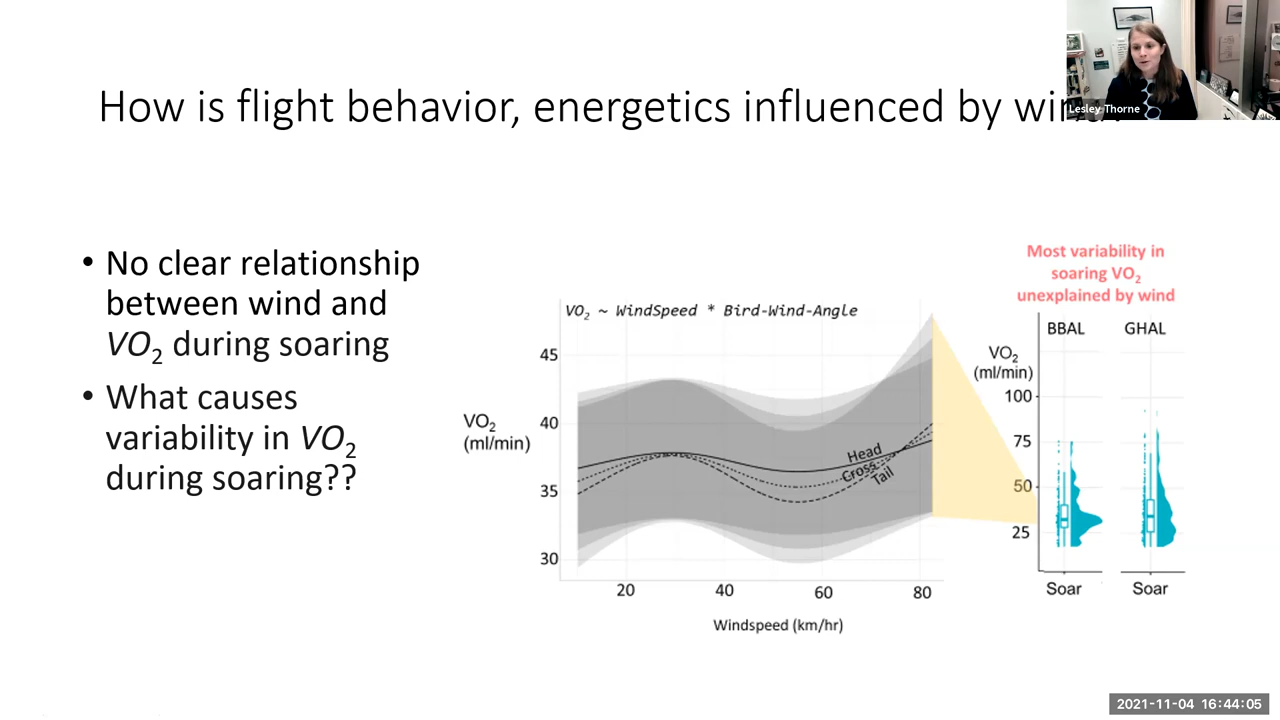 How is flight behavior, energetics influenced by wind?
Lesley Thorne
• No clear relationship
between wind and
VO₂ during soaring
• What causes
variability in VO₂
during soaring??
VO₂ ~ WindSpeed * Bird-Wind-Angle
VO₂
(ml/min)
45
40
35
30
Head
Cross
Tail
20 40 60 80
Windspeed (km/hr)
Most variability in
soaring VO₂
unexplained by wind
BBAL GHAL
VO₂
(ml/min)
100
75
50
25
Soar Soar
2021-11-04 16:44:05